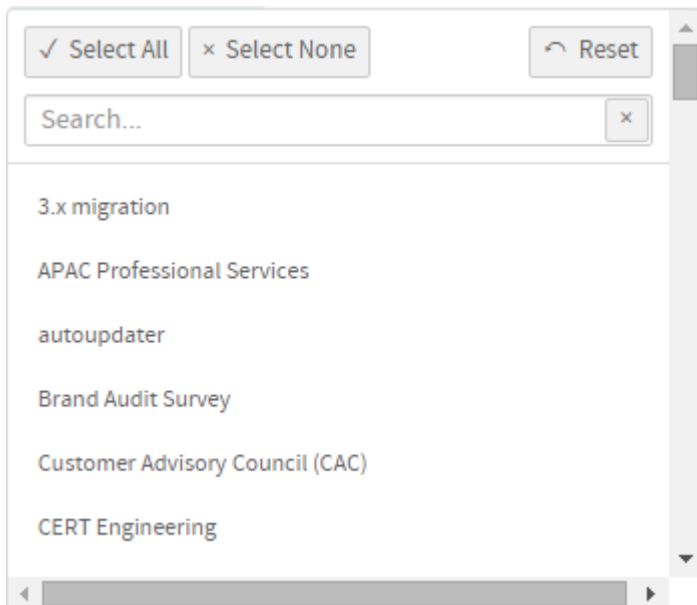 ✓ Select All × Select None Reset
Search... ×
3.x migration
APAC Professional Services
autoupdater
Brand Audit Survey
Customer Advisory Council (CAC)
CERT Engineering